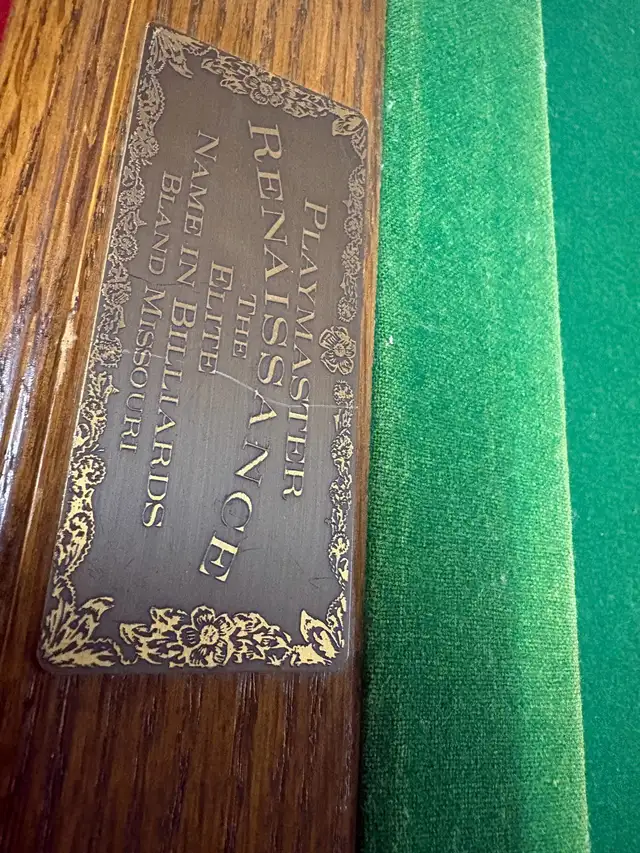 PLAYMASTER
RENAISSANCE
THE
ELITE
NAME IN BILLIARDS
BLAND MISSOURI